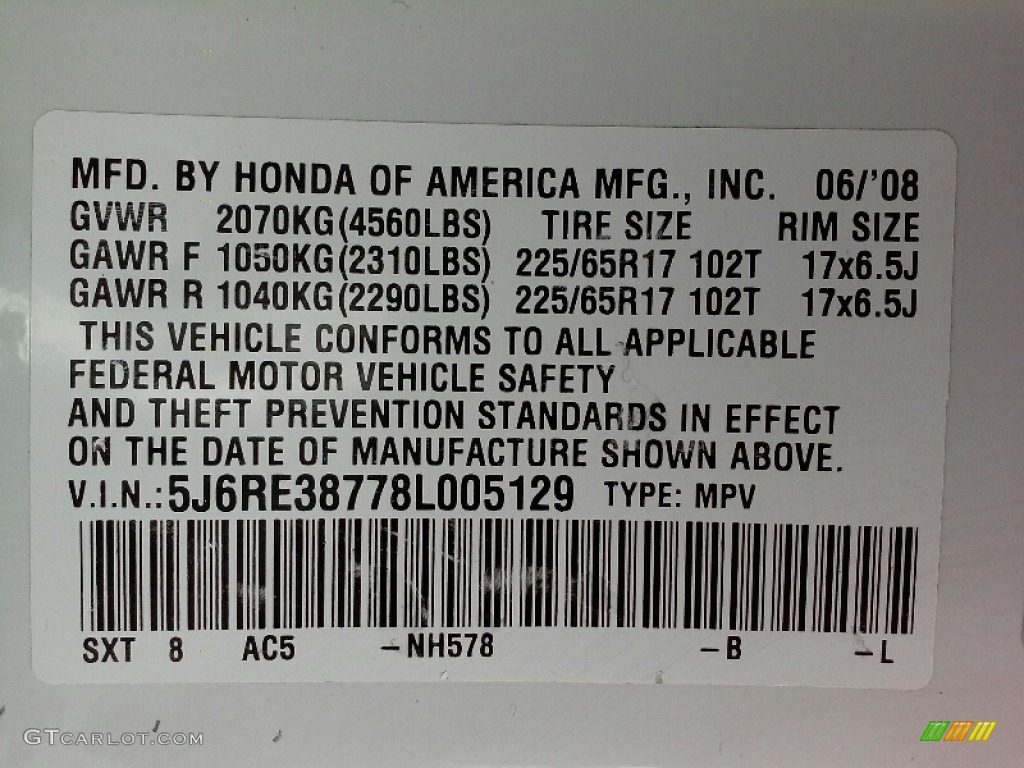 MFD. BY HONDA OF AMERICA MFG., INC. 06/'08
GVWR 2070KG(4560LBS) TIRE SIZE RIM SIZE
GAWR F 1050KG(2310LBS) 225/65R17 102T 17x6.5J
GAWR R 1040KG(2290LBS) 225/65R17 102T 17x6.5J
THIS VEHICLE CONFORMS TO ALL APPLICABLE
FEDERAL MOTOR VEHICLE SAFETY
AND THEFT PREVENTION STANDARDS IN EFFECT
ON THE DATE OF MANUFACTURE SHOWN ABOVE.
V.I.N.:5J6RE38778L005129 TYPE: MPV
SXT 8 AC5 -NH578 -B -L
GTCARLOT.COM